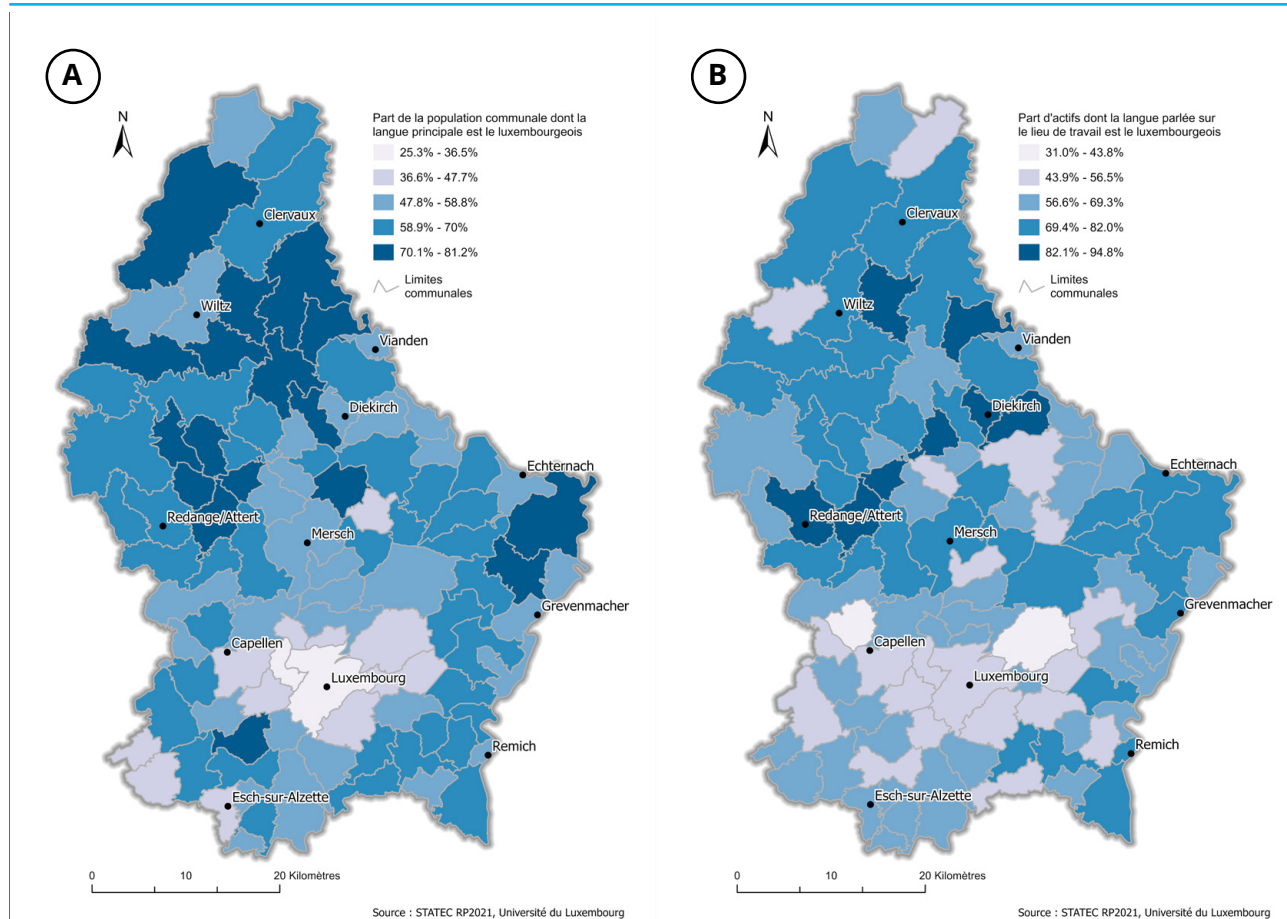 A
N
Part de la population communale dont la
langue principale est le luxembourgeois
25.3% - 36.5%
36.6% - 47.7%
47.8% - 58.8%
58.9% - 70%
70.1% - 81.2%
Limites
communales
Clervaux
Wiltz
Vianden
Diekirch
Echternach
Redange/Attert
Mersch
Grevenmacher
Capellen
Luxembourg
Remich
Esch-sur-Alzette
0 10 20 Kilomètres
Source : STATEC RP2021, Université du Luxembourg
B
N
Part d'actifs dont la langue parlée sur
le lieu de travail est le luxembourgeois
31.0% - 43.8%
43.9% - 56.5%
56.6% - 69.3%
69.4% - 82.0%
82.1% - 94.8%
Limites
communales
Clervaux
Wiltz
Vianden
Diekirch
Echternach
Redange/Attert
Mersch
Grevenmacher
Capellen
Luxembourg
Remich
Esch-sur-Alzette
0 10 20 Kilomètres
Source : STATEC RP2021, Université du Luxembourg